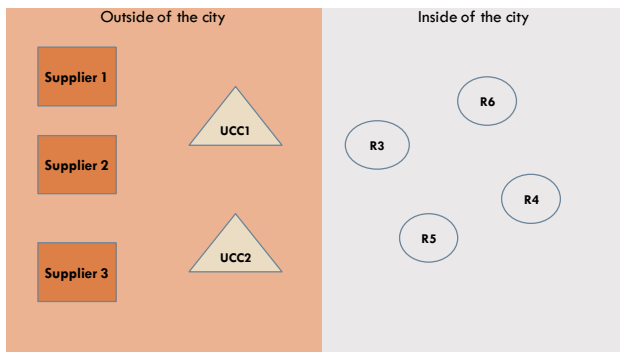 Outside of the city
Inside of the city
Supplier 1
R6
UCC1
R3
Supplier 2
R4
R5
UCC2
Supplier 3